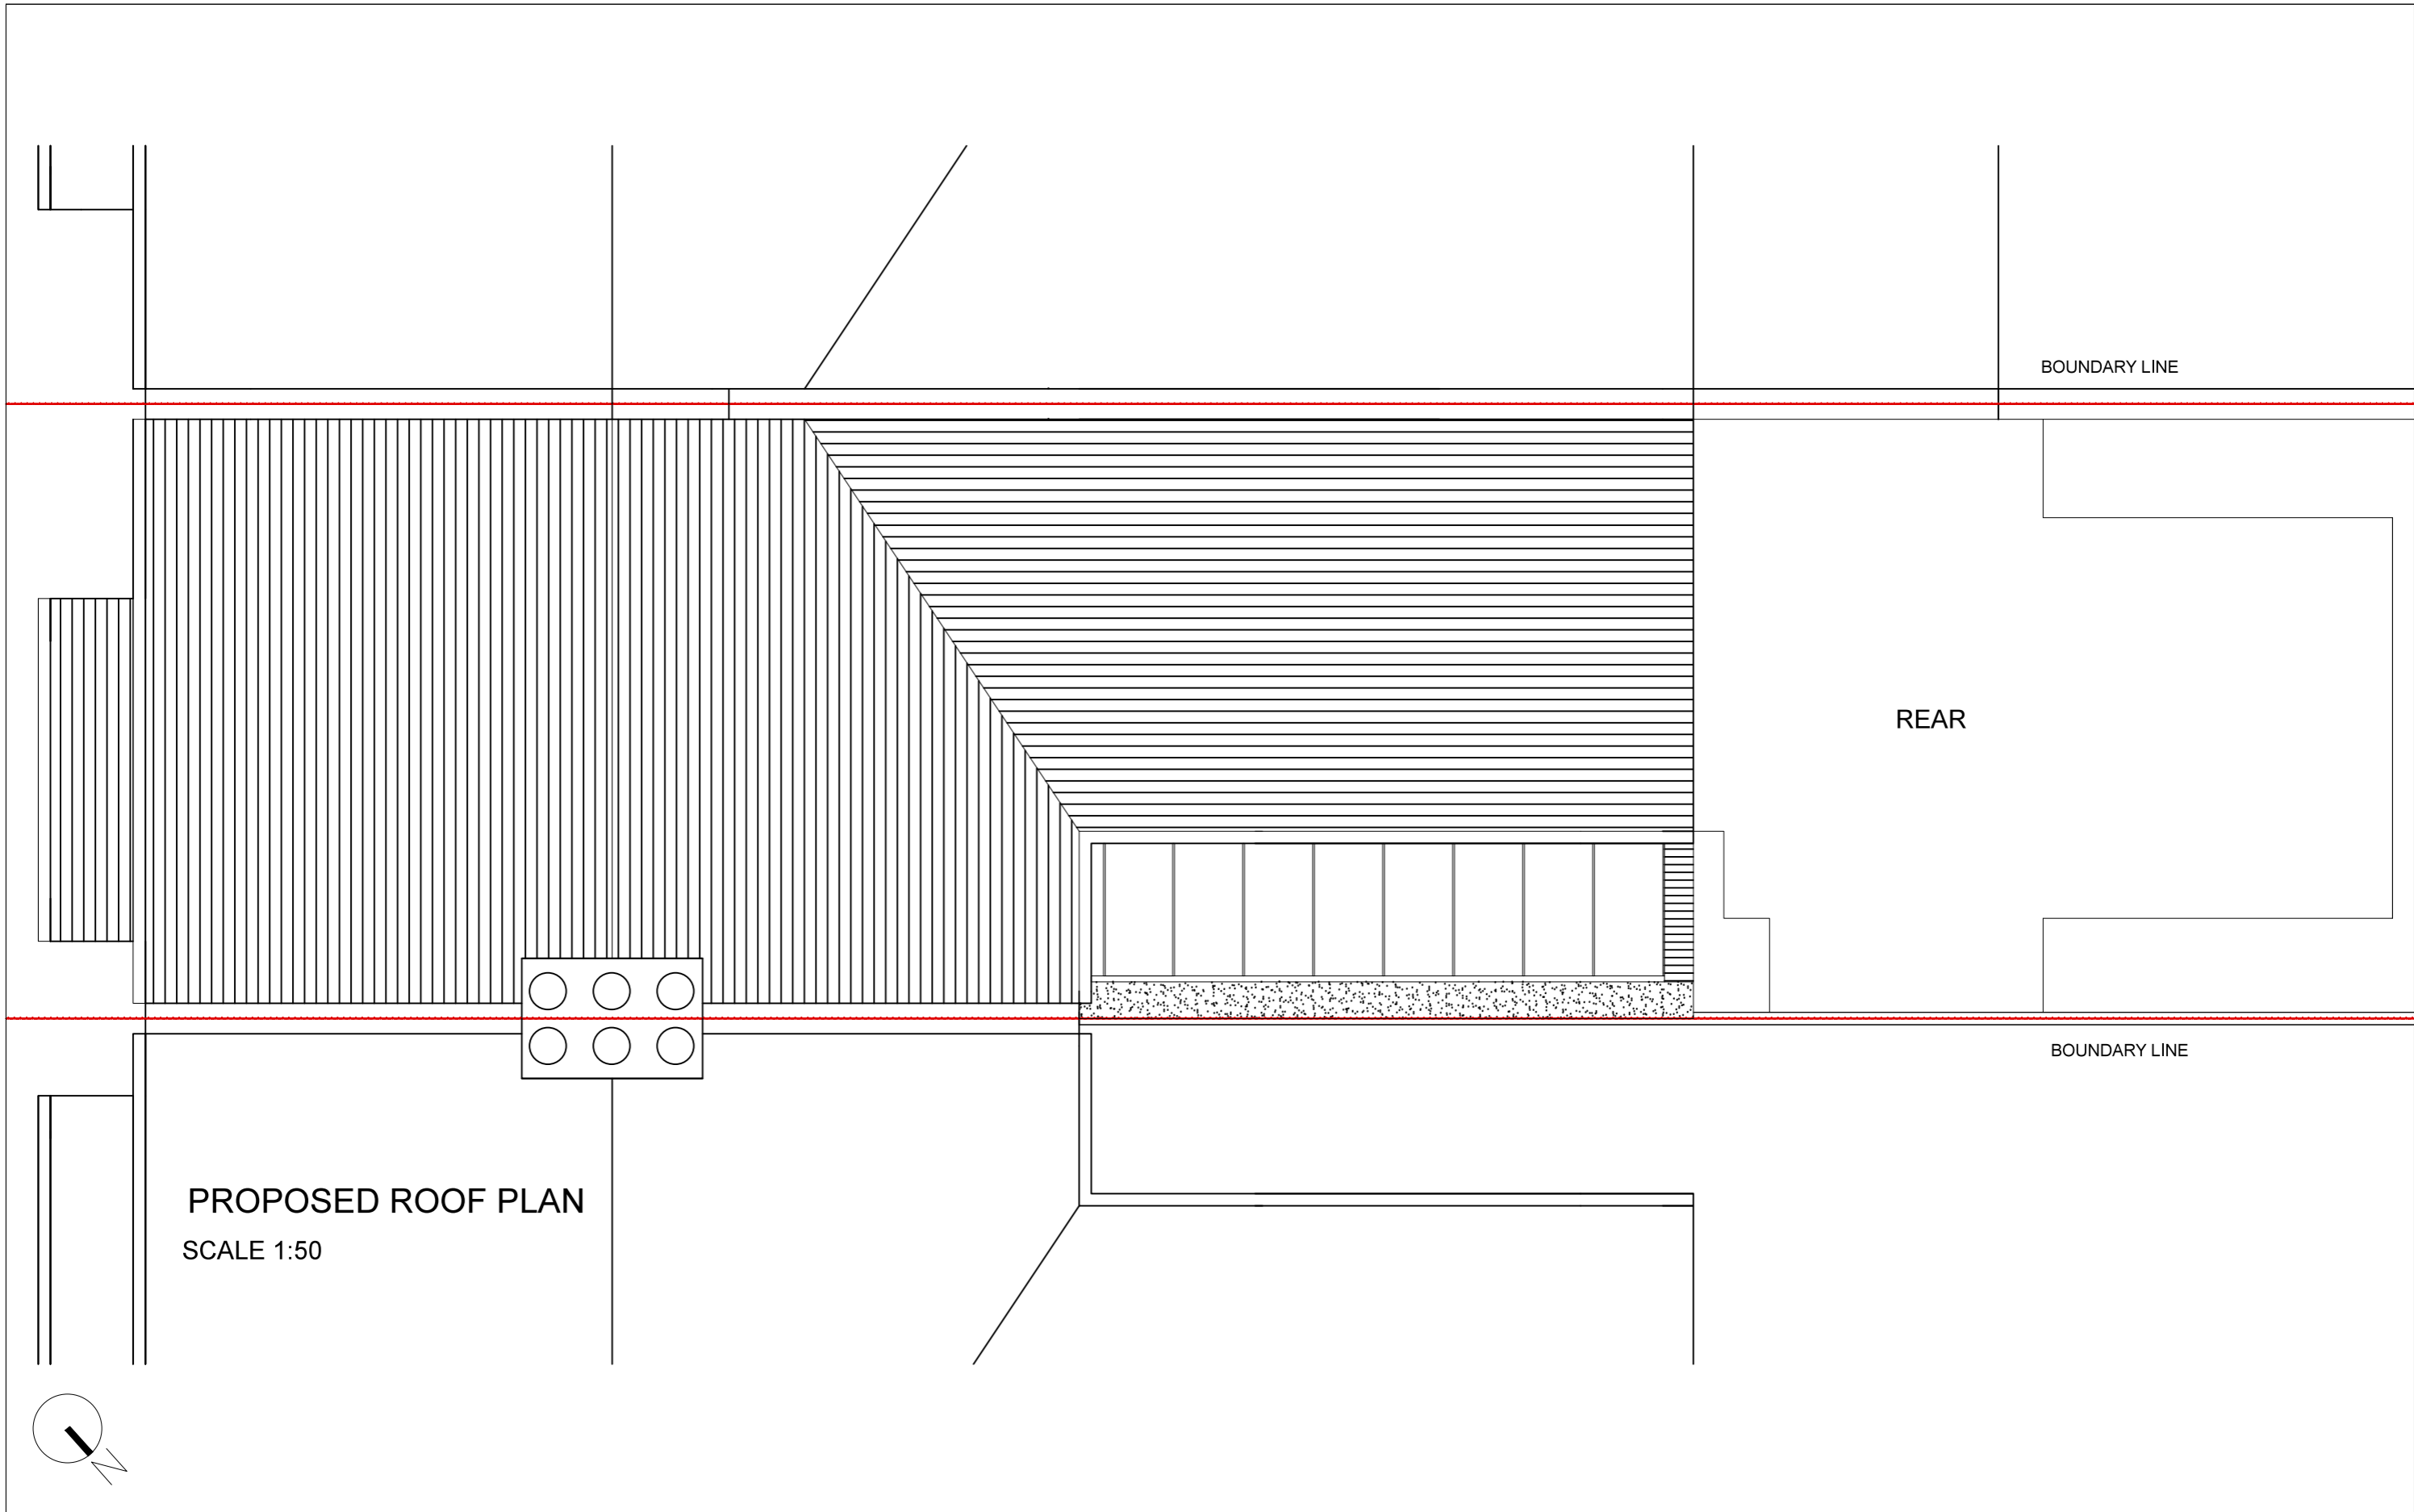 BOUNDARY LINE
REAR
BOUNDARY LINE
PROPOSED ROOF PLAN
SCALE 1:50
N